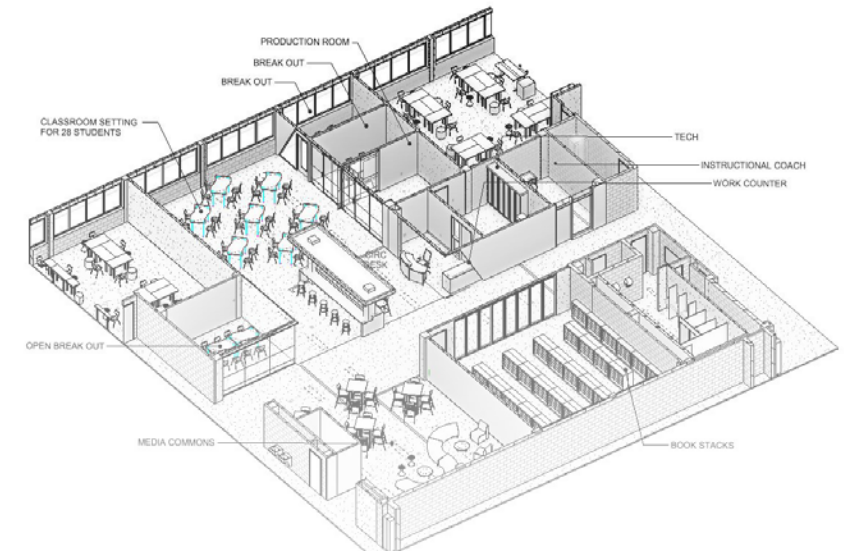 PRODUCTION ROOM
BREAK OUT
BREAK OUT
CLASSROOM SETTING
FOR 28 STUDENTS
TECH
INSTRUCTIONAL COACH
WORK COUNTER
CIRC
DESK
OPEN BREAK OUT
MEDIA COMMONS
BOOK STACKS